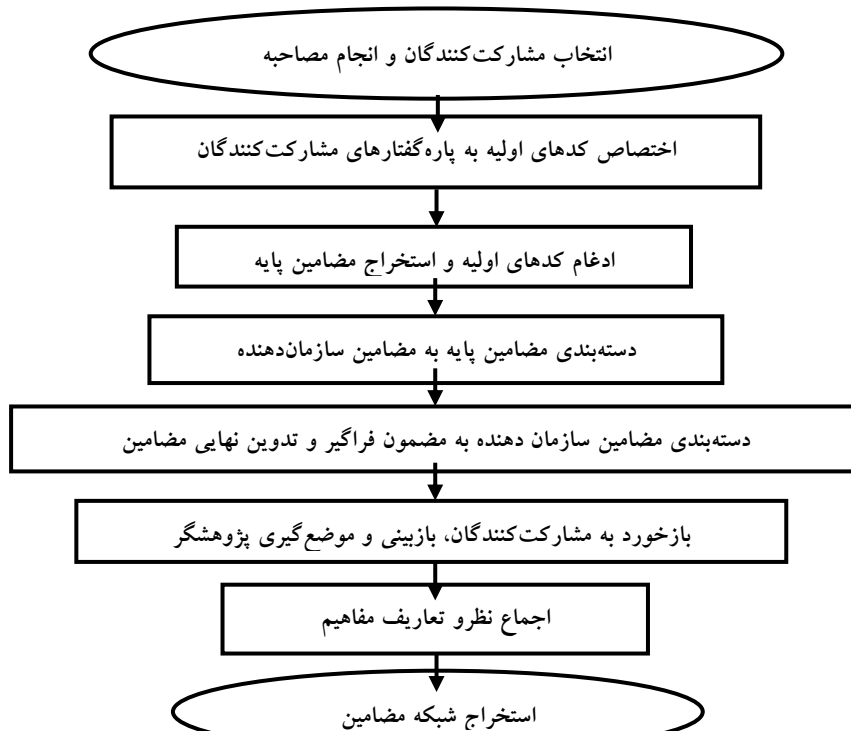 انتخاب مشارکت‌کنندگان و انجام مصاحبه
اختصاص کدهای اولیه به پاره‌گفتارهای مشارکت‌کنندگان
ادغام کدهای اولیه و استخراج مضامین پایه
دسته‌بندی مضامین پایه به مضامین سازمان‌دهنده
دسته‌بندی مضامین سازمان دهنده به مضمون فراگیر و تدوین نهایی مضامین
بازخورد به مشارکت‌کنندگان، بازبینی و موضع‌گیری پژوهشگر
اجماع نظرو تعاریف مفاهیم
استخراج شبکه مضامین